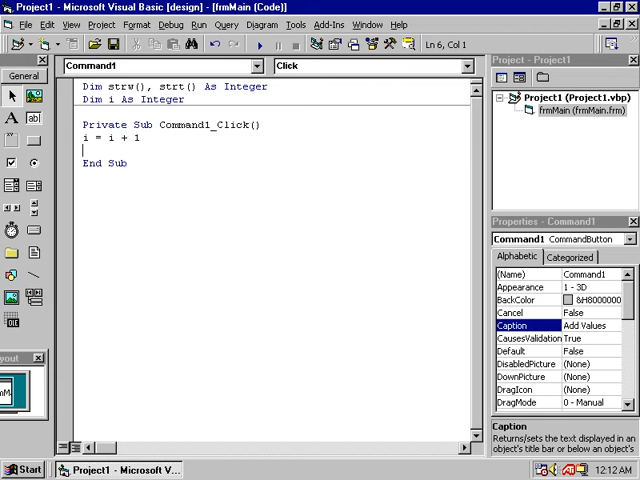 Project1 - Microsoft Visual Basic [design] - [frmMain (Code)]
File Edit View Project Format Debug Run Query Diagram Tools Add-Ins Window Help
Ln 6, Col 1
General
A
ab|
xy
OLE
yout
Command1
Click
Dim strw(), strt() As Integer
Dim i As Integer
Private Sub Command1_Click()
i = i + 1
End Sub
Project - Project1
Project1 (Project1.vbp)
frmMain (frmMain.frm)
Properties - Command1
Command1 CommandButton
Alphabetic Categorized
(Name) Command1
Appearance 1 - 3D
BackColor &H8000000
Cancel False
Caption Add Values
CausesValidation True
Default False
DisabledPicture (None)
DownPicture (None)
DragIcon (None)
DragMode 0 - Manual
Caption
Returns/sets the text displayed in an
object's title bar or below an object's
Start
Project1 - Microsoft V...
ATI
12:12 AM